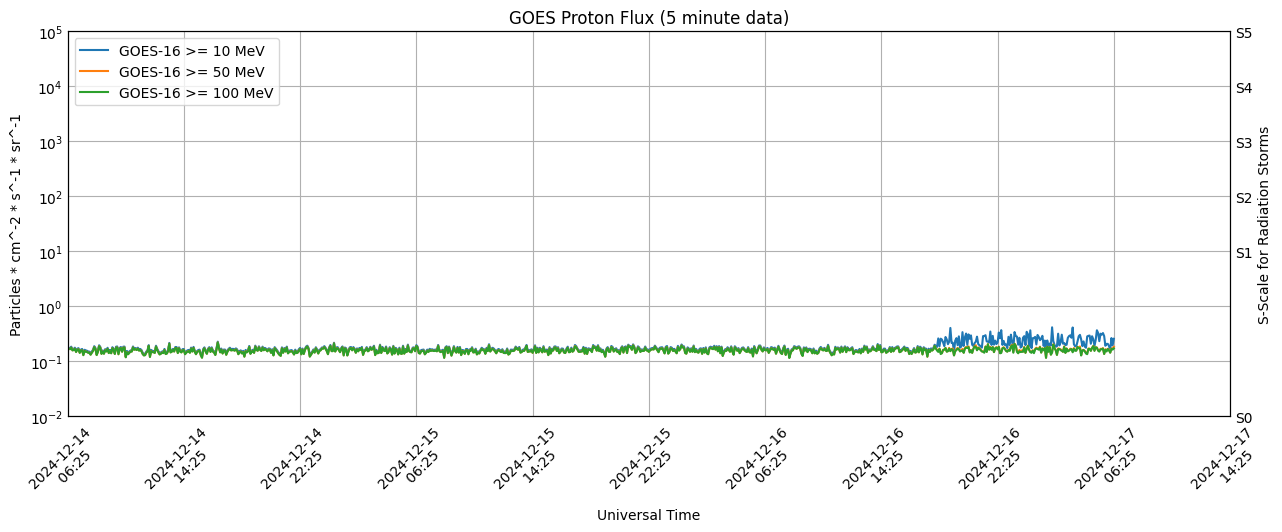 GOES Proton Flux (5 minute data)
GOES-16 >= 10 MeV
GOES-16 >= 50 MeV
GOES-16 >= 100 MeV
Particles * cm^-2 * s^-1 * sr^-1
10^5
10^4
10^3
10^2
10^1
10^0
10^-1
10^-2
S5
S4
S3
S2
S1
S0
S-Scale for Radiation Storms
2024-12-14
06:25
2024-12-14
14:25
2024-12-14
22:25
2024-12-15
06:25
2024-12-15
14:25
2024-12-15
22:25
2024-12-16
06:25
2024-12-16
14:25
2024-12-16
22:25
2024-12-17
06:25
2024-12-17
14:25
Universal Time